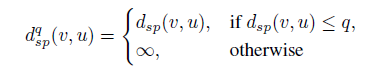 d^q_{sp}(v, u) = { d_{sp}(v, u), if d_{sp}(v, u) ≤ q,
∞, otherwise